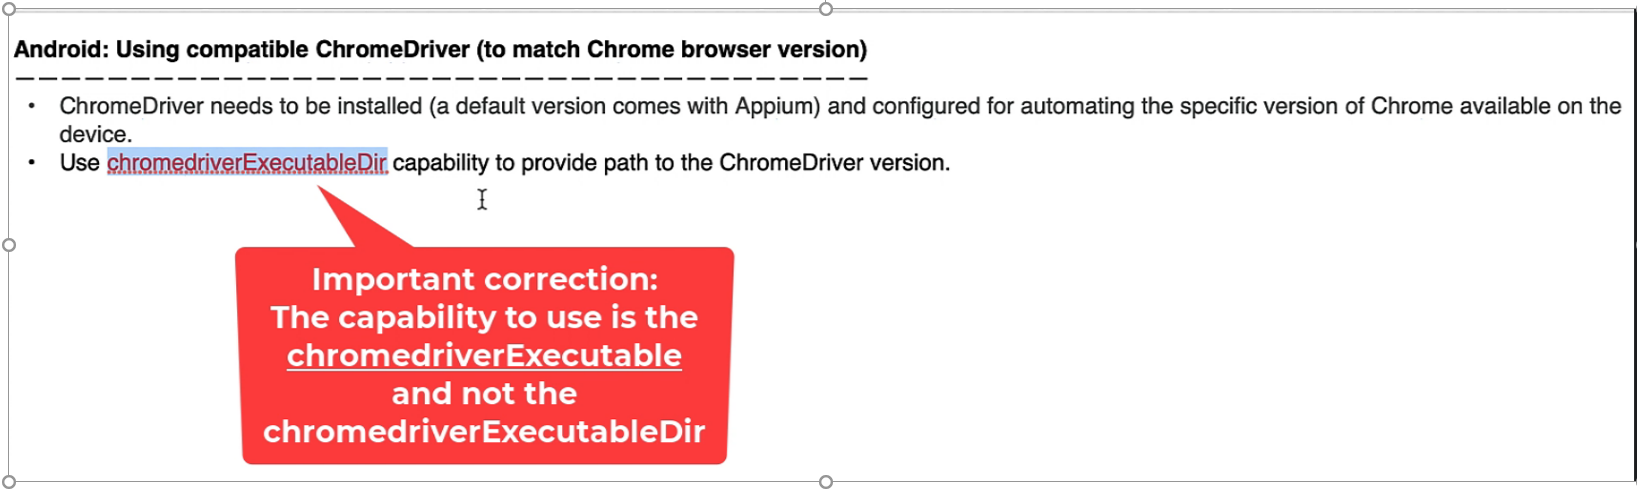 Android: Using compatible ChromeDriver (to match Chrome browser version)
• ChromeDriver needs to be installed (a default version comes with Appium) and configured for automating the specific version of Chrome available on the
device.
• Use chromedriverExecutableDir capability to provide path to the ChromeDriver version.
Important correction:
The capability to use is the
chromedriverExecutable
and not the
chromedriverExecutableDir